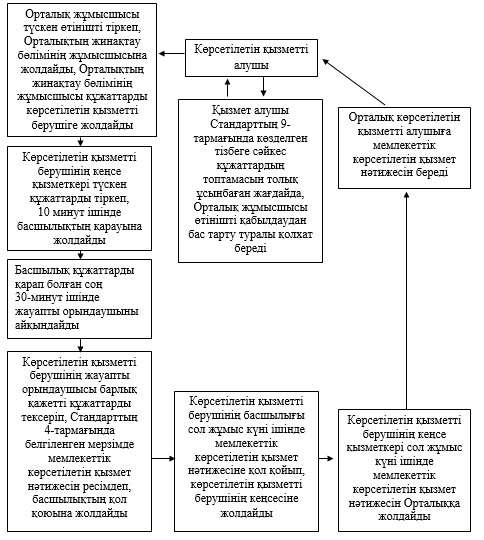 Орталық жұмысшысы
түскен өтінішті тіркеп,
Орталықтың жинақтау
бөлімінің жұмысшысына
жолдайды, Орталықтың
жинақтау бөлімінің
жұмысшысы құжаттарды
көрсетілетін қызметті
берушіге жолдайды
Көрсетілетін қызметті
алушы
Қызмет алушы
Стандарттың 9-
тармағында көзделген
тізбеге сәйкес
құжаттардың
топтамасын толық
ұсынбаған жағдайда,
Орталық жұмысшысы
өтінішті қабылдаудан
бас тарту туралы қолхат
береді
Орталық көрсетілетін
қызметті алушыға
мемлекеттік
көрсетілетін қызмет
нәтижесін береді
Көрсетілетін қызметті
берушінің кеңсе
қызметкері түскен
құжаттарды тіркеп,
10 минут ішінде
басшылықтың қарауына
жолдайды
Басшылық құжаттарды
қарап болған соң
30-минут ішінде
жауапты орындаушыны
айқындайды
Көрсетілетін қызметті
берушінің жауапты
орындаушысы барлық
қажетті құжаттарды
тексеріп, Стандарттың
4-тармағында
белгіленген мерзімде
мемлекеттік
көрсетілетін қызмет
нәтижесін ресімдеп,
басшылықтың қол
қоюына жолдайды
Көрсетілетін қызметті
берушінің басшылығы
сол жұмыс күні ішінде
мемлекеттік
көрсетілетін қызмет
нәтижесіне қол қойып,
көрсетілетін қызметті
берушінің кеңсесіне
жолдайды
Көрсетілетін қызметті
берушінің кеңсе
қызметкері сол жұмыс
күні ішінде
мемлекеттік
көрсетілетін қызмет
нәтижесін Орталыққа
жолдайды